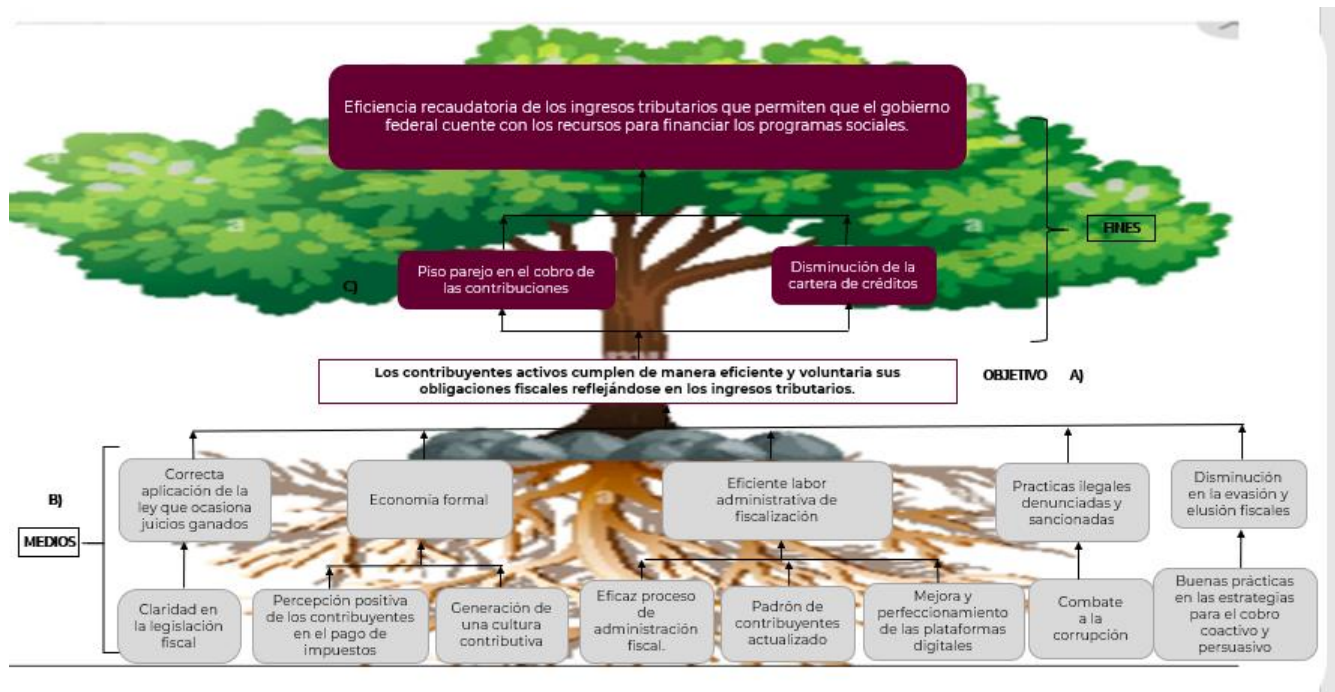 Eficiencia recaudatoria de los ingresos tributarios que permiten que el gobierno
federal cuente con los recursos para financiar los programas sociales.
FINES
C)
Piso parejo en el cobro de
las contribuciones
Disminución de la
cartera de créditos
Los contribuyentes activos cumplen de manera eficiente y voluntaria sus
obligaciones fiscales reflejándose en los ingresos tributarios.
OBJETIVO A)
B)
MEDIOS
Correcta
aplicación de la
ley que ocasiona
juicios ganados
Economía formal
Eficiente labor
administrativa de
fiscalización
Practicas ilegales
denunciadas y
sancionadas
Disminución
en la evasión y
elusión fiscales
Claridad en
la legislación
fiscal
Percepción positiva
de los contribuyentes
en el pago de
impuestos
Generación de
una cultura
contributiva
Eficaz proceso
de
administración
fiscal.
Padrón de
contribuyentes
actualizado
Mejora y
perfeccionamiento
de las plataformas
digitales
Combate
a la
corrupción
Buenas prácticas
en las estrategias
para el cobro
coactivo y
persuasivo